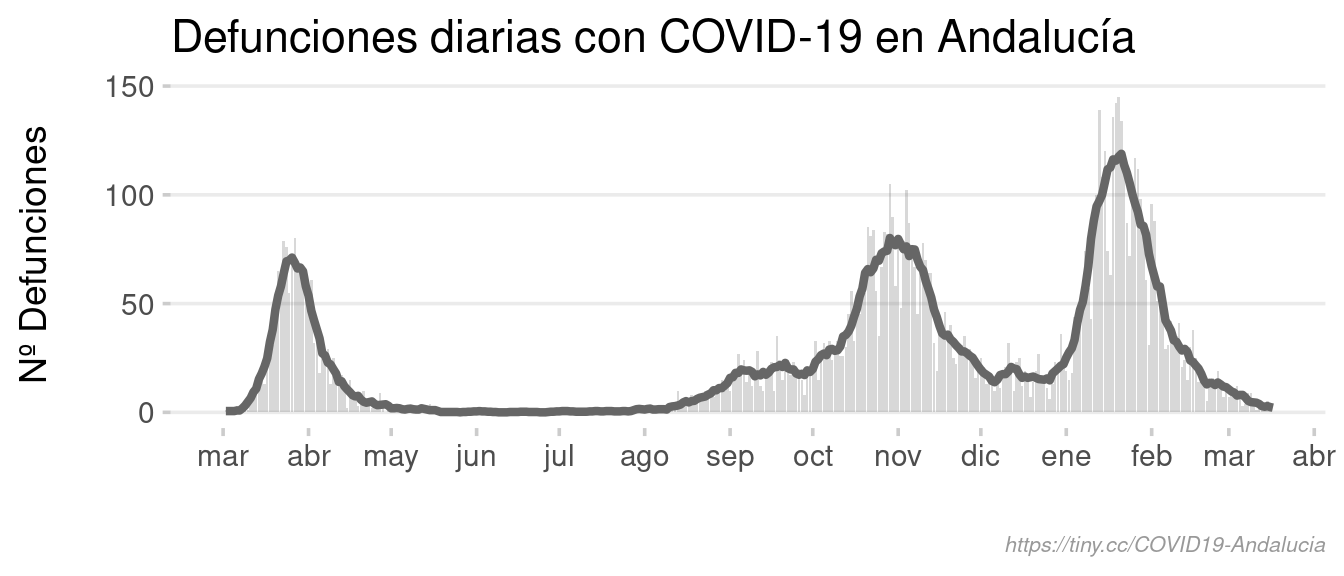 Defunciones diarias con COVID-19 en Andalucía
Nº Defunciones
150
100
50
0
mar abr may jun jul ago sep oct nov dic ene feb mar abr
https://tiny.cc/COVID19-Andalucia